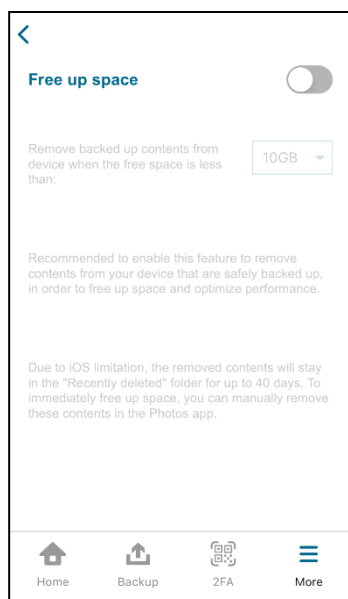 Free up space
Remove backed up contents from
device when the free space is less
than:
10GB
Recommended to enable this feature to remove
contents from your device that are safely backed up,
in order to free up space and optimize performance.
Due to iOS limitation, the removed contents will stay
in the "Recently deleted" folder for up to 40 days. To
immediately free up space, you can manually remove
these contents in the Photos app.
Home Backup 2FA More